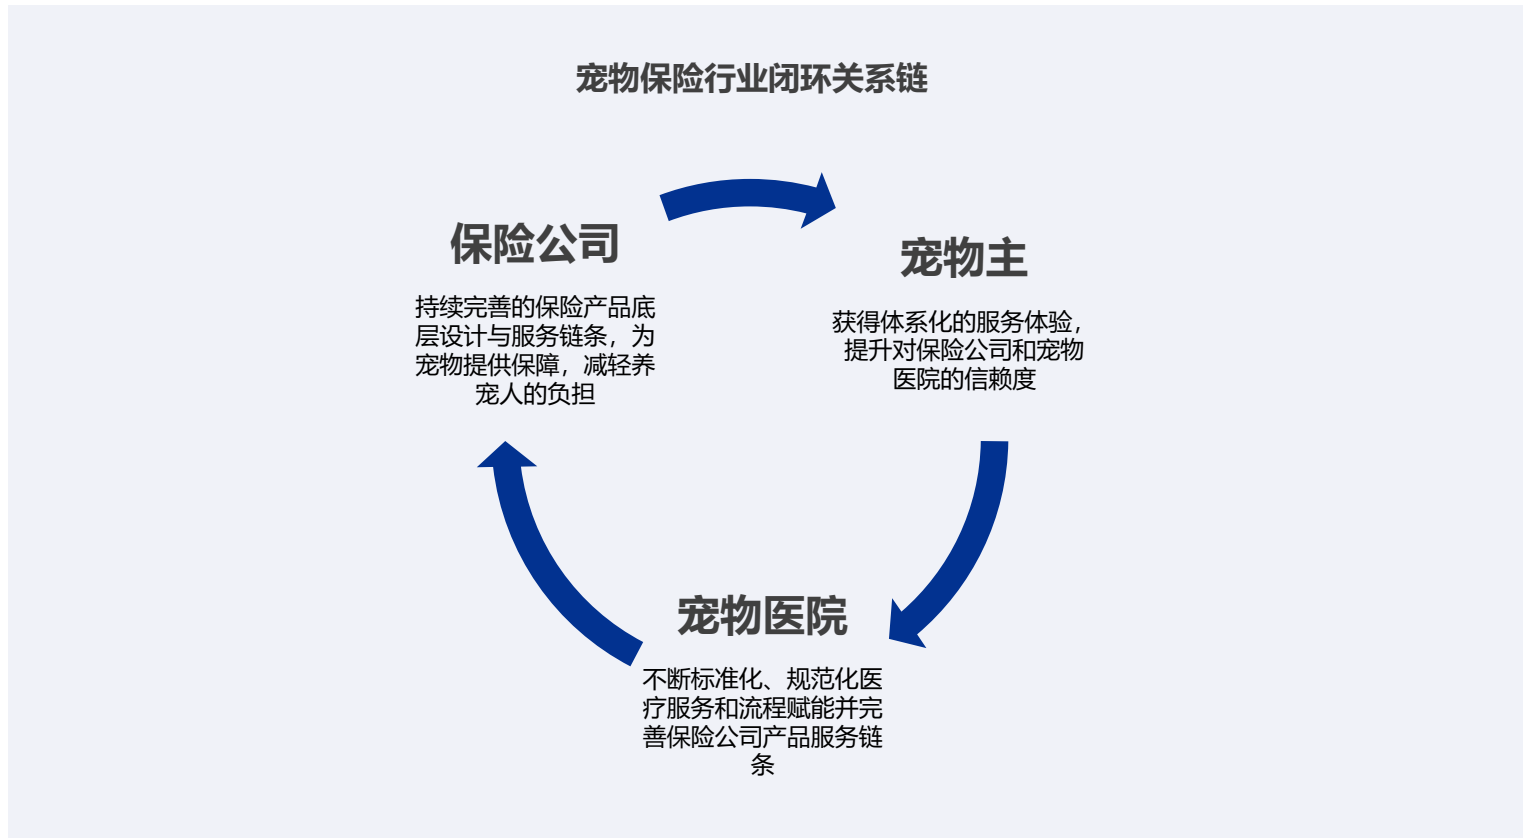 宠物保险行业闭环关系链
保险公司
持续完善的保险产品底
层设计与服务链条，为
宠物提供保障，减轻养
宠人的负担
宠物主
获得体系化的服务体验，
提升对保险公司和宠物
医院的信赖度
宠物医院
不断标准化、规范化医
疗服务和流程赋能并完
善保险公司产品服务链
条